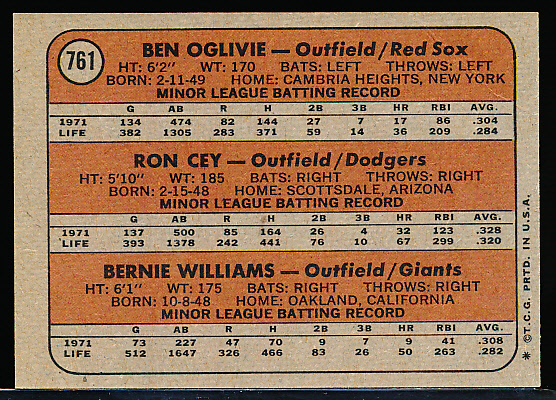 761
BEN OGLIVIE — Outfield/Red Sox
HT: 6'2" WT: 170 BATS: LEFT THROWS: LEFT
BORN: 2-11-49 HOME: CAMBRIA HEIGHTS, NEW YORK
MINOR LEAGUE BATTING RECORD
G AB R H 2B 3B HR RBI AVG.
1971 134 474 82 144 27 7 17 86 .304
LIFE 382 1305 283 371 59 14 36 209 .284
RON CEY — Outfield/Dodgers
HT: 5'10" WT: 185 BATS: RIGHT THROWS: RIGHT
BORN: 2-15-48 HOME: SCOTTSDALE, ARIZONA
MINOR LEAGUE BATTING RECORD
G AB R H 2B 3B HR RBI AVG.
1971 137 500 85 164 26 4 32 123 .328
LIFE 393 1378 242 441 76 10 67 299 .320
BERNIE WILLIAMS — Outfield/Giants
HT: 6'1" WT: 175 BATS: RIGHT THROWS: RIGHT
BORN: 10-8-48 HOME: OAKLAND, CALIFORNIA
MINOR LEAGUE BATTING RECORD
G AB R H 2B 3B HR RBI AVG.
1971 73 227 47 70 9 7 9 41 .308
LIFE 512 1647 326 466 83 26 50 263 .282
* ©T.C.G. PRTD. IN U.S.A.